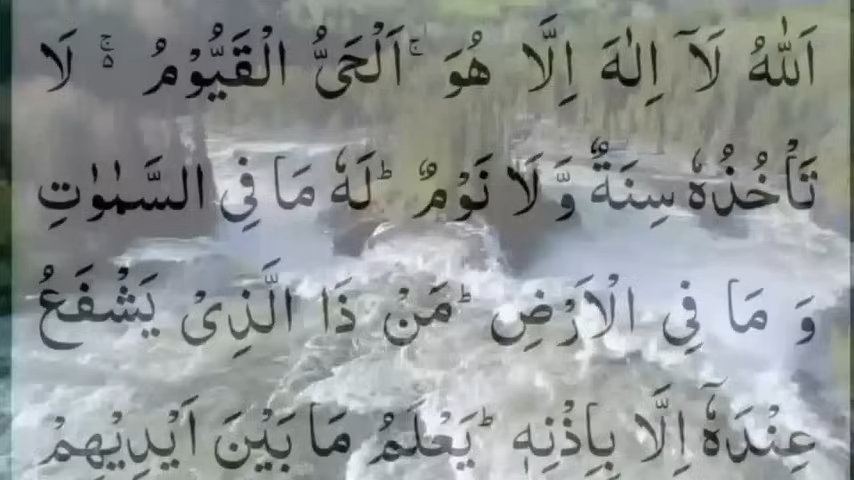 اَللّٰهُ لَاۤ اِلٰهَ اِلَّا هُوَ ۚ اَلْحَیُّ الْقَیُّوْمُ ۬ۚ لَا
تَاْخُذُهٗ سِنَةٌ وَّ لَا نَوْمٌ ؕ لَهٗ مَا فِی السَّمٰوٰتِ
وَ مَا فِی الْاَرْضِ ؕ مَنْ ذَا الَّذِیْ یَشْفَعُ
عِنْدَهٗۤ اِلَّا بِاِذْنِهٖ ؕ یَعْلَمُ مَا بَیْنَ اَیْدِیْهِمْ